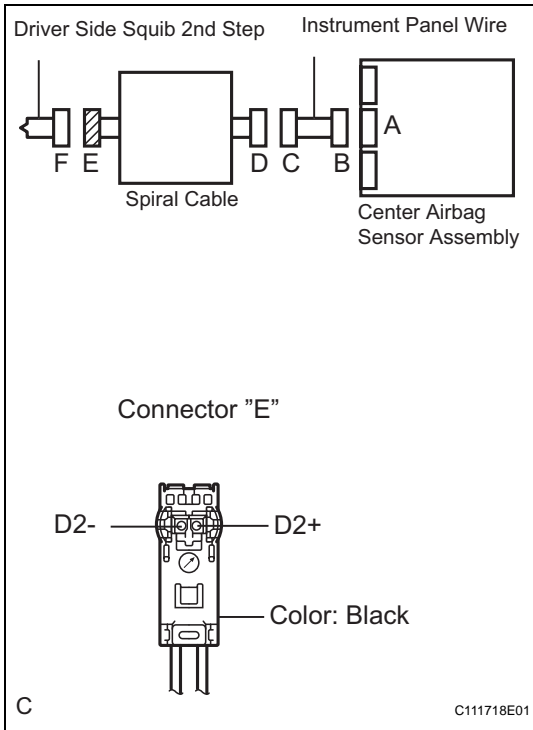 Driver Side Squib 2nd Step
Instrument Panel Wire
F E D C B A
Spiral Cable
Center Airbag
Sensor Assembly
Connector ”E”
D2- D2+
Color: Black
C
C111718E01